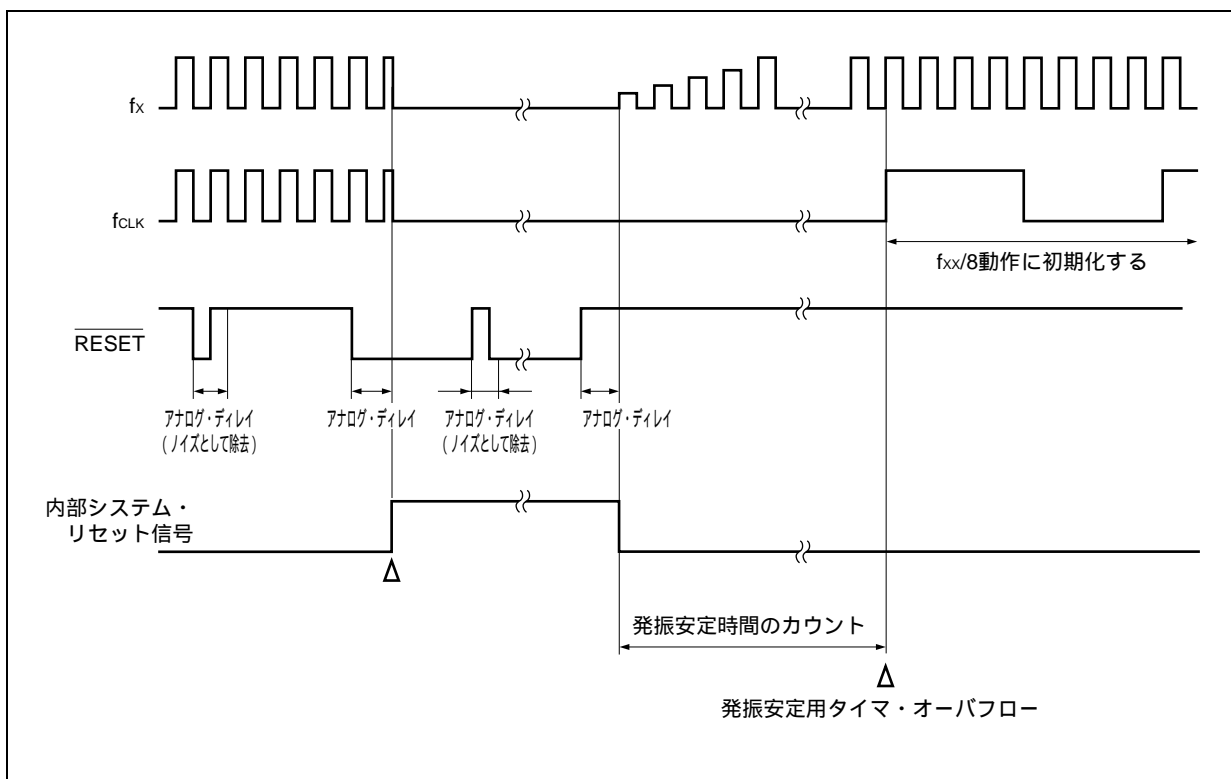 fX
fCLK
fXX/8動作に初期化する
RESET
アナログ・ディレイ
(ノイズとして除去)
アナログ・ディレイ
アナログ・ディレイ
(ノイズとして除去)
アナログ・ディレイ
内部システム・
リセット信号
発振安定時間のカウント
発振安定用タイマ・オーバフロー